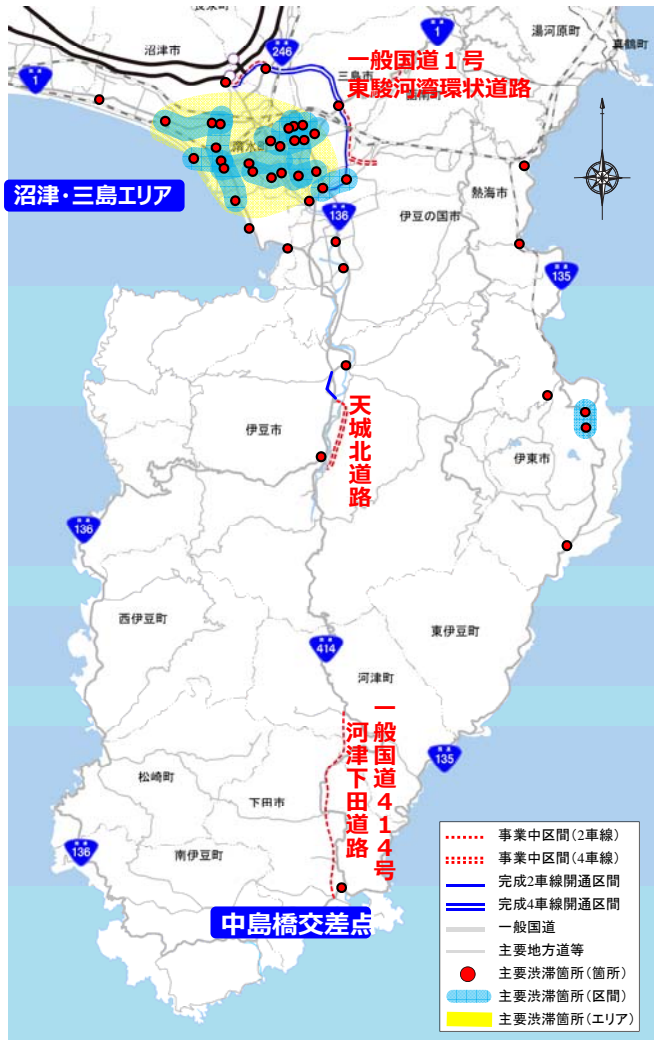 沼津市
246
1
湯河原町
真鶴町
1
一般国道1号
三島市
東駿河湾環状道路
函南町
清水町
沼津・三島エリア
熱海市
136
伊豆の国市
135
天城北道路
伊豆市
伊東市
136
西伊豆町
東伊豆町
414
河津町
一般国道414号
河津下田道路
135
松崎町
下田市
南伊豆町
136
中島橋交差点
事業中区間(2車線)
事業中区間(4車線)
完成2車線開通区間
完成4車線開通区間
一般国道
主要地方道等
主要渋滞箇所(箇所)
主要渋滞箇所(区間)
主要渋滞箇所(エリア)